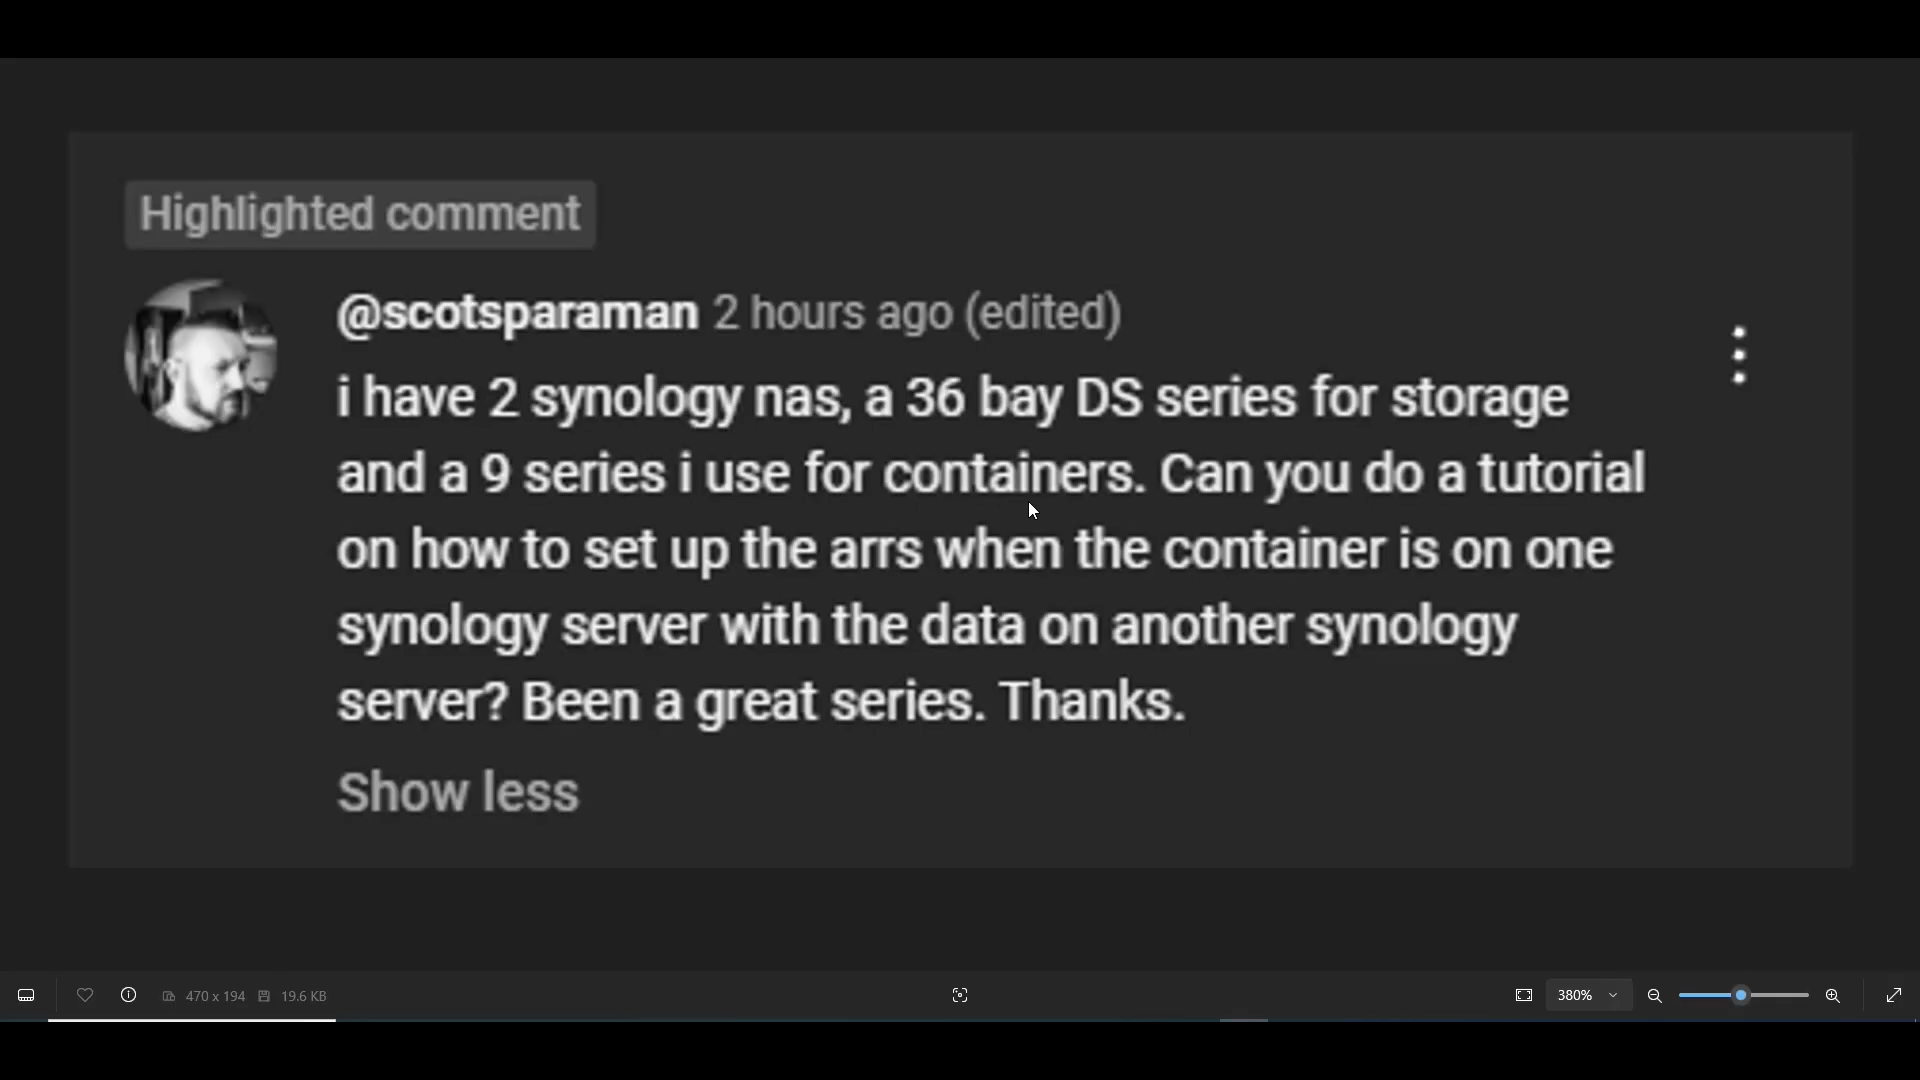 Highlighted comment
@scotsparaman 2 hours ago (edited)
i have 2 synology nas, a 36 bay DS series for storage
and a 9 series i use for containers. Can you do a tutorial
on how to set up the arrs when the container is on one
synology server with the data on another synology
server? Been a great series. Thanks.
Show less
470 x 194 19.6 KB 380%